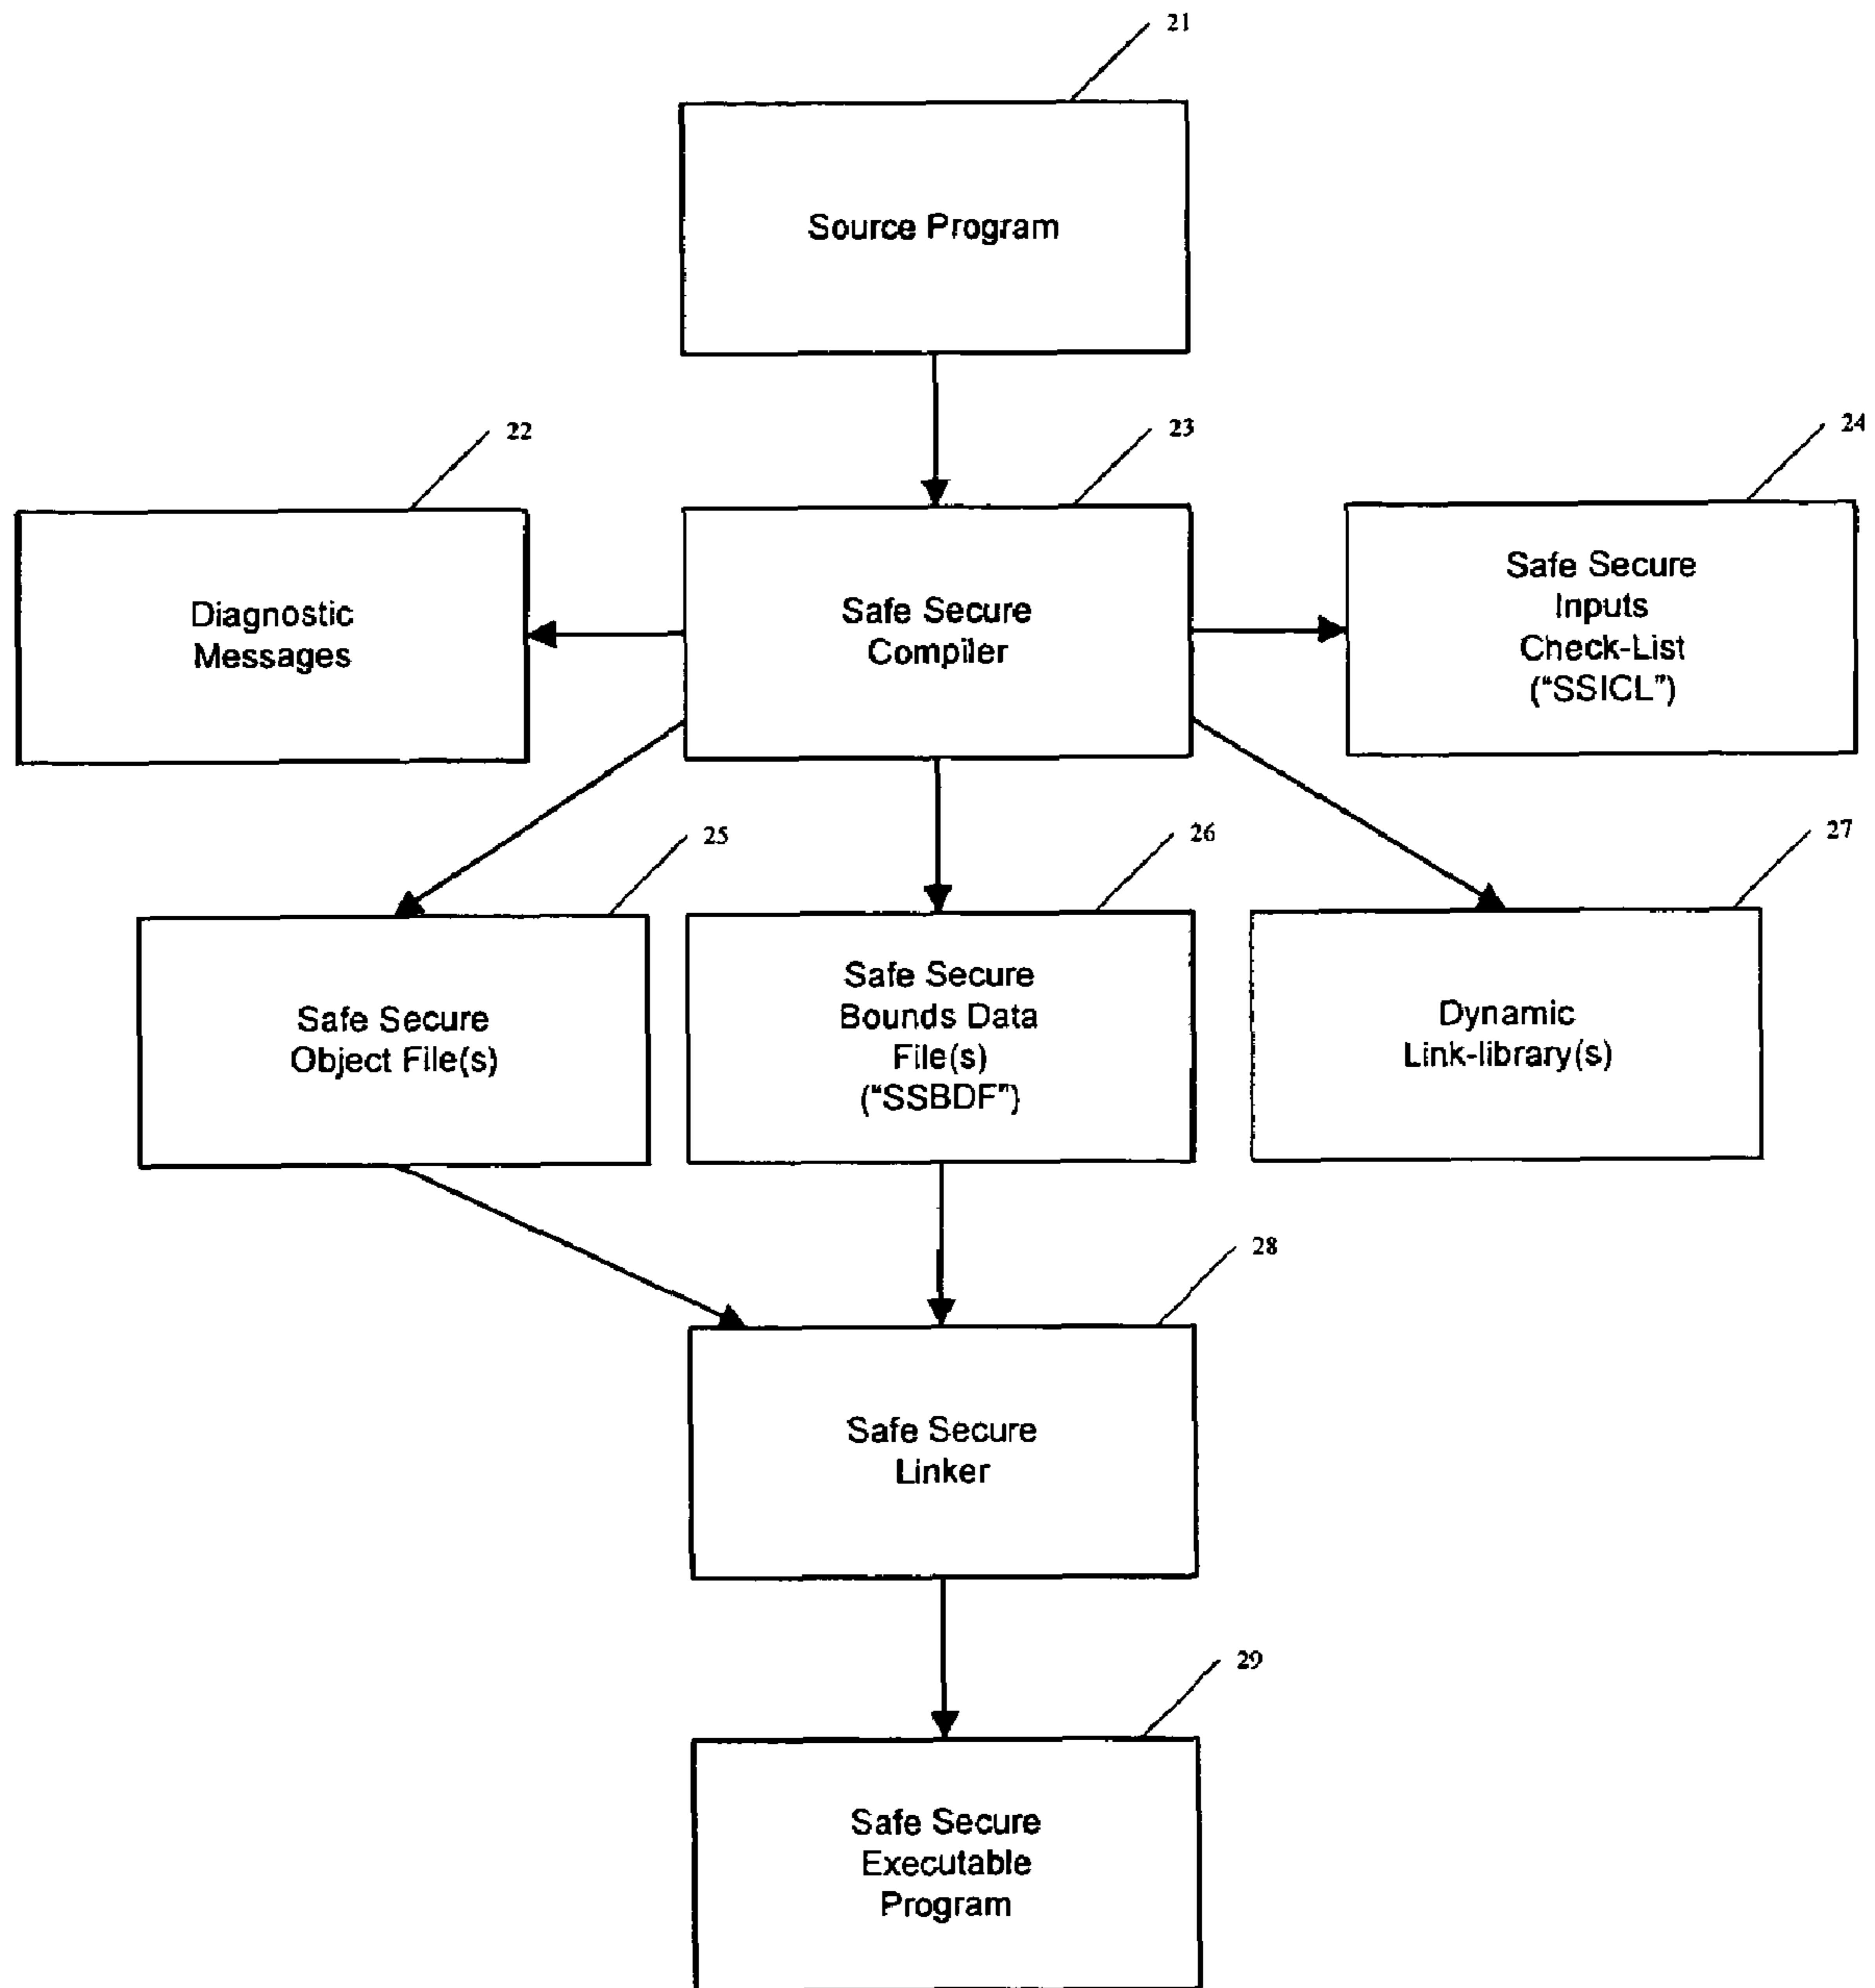 21
Source Program
22
23
24
Diagnostic
Messages
Safe Secure
Compiler
Safe Secure
Inputs
Check-List
("SSICL")
25
26
27
Safe Secure
Object File(s)
Safe Secure
Bounds Data
File(s)
("SSBDF")
Dynamic
Link-library(s)
28
Safe Secure
Linker
29
Safe Secure
Executable
Program